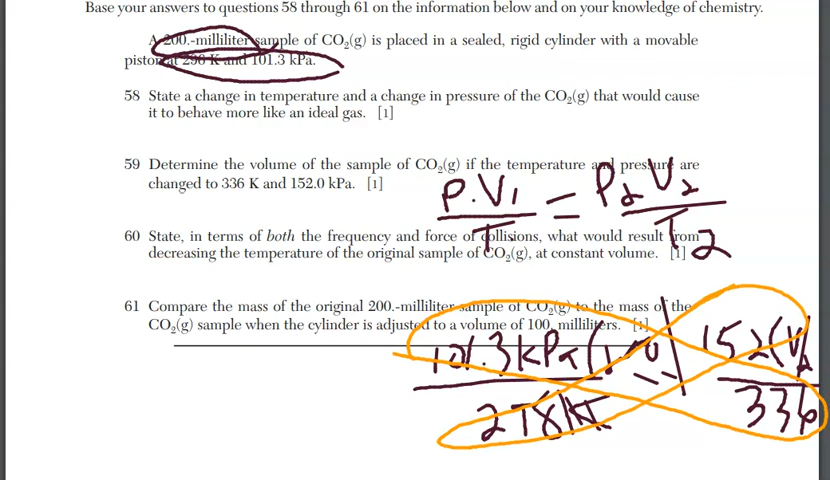 Base your answers to questions 58 through 61 on the information below and on your knowledge of chemistry.
A 200.-milliliter sample of CO₂(g) is placed in a sealed, rigid cylinder with a movable
piston at 296 K and 101.3 kPa.
58 State a change in temperature and a change in pressure of the CO₂(g) that would cause
it to behave more like an ideal gas. [1]
59 Determine the volume of the sample of CO₂(g) if the temperature and pressure are
changed to 336 K and 152.0 kPa. [1]
P₁V₁/T = P₂V₂/T2
60 State, in terms of both the frequency and force of collisions, what would result from
decreasing the temperature of the original sample of CO₂(g), at constant volume. [1]
61 Compare the mass of the original 200.-milliliter sample of CO₂(g) to the mass of the
CO₂(g) sample when the cylinder is adjusted to a volume of 100. milliliters. [1]
101.3 kPa = 152 (V₂
336